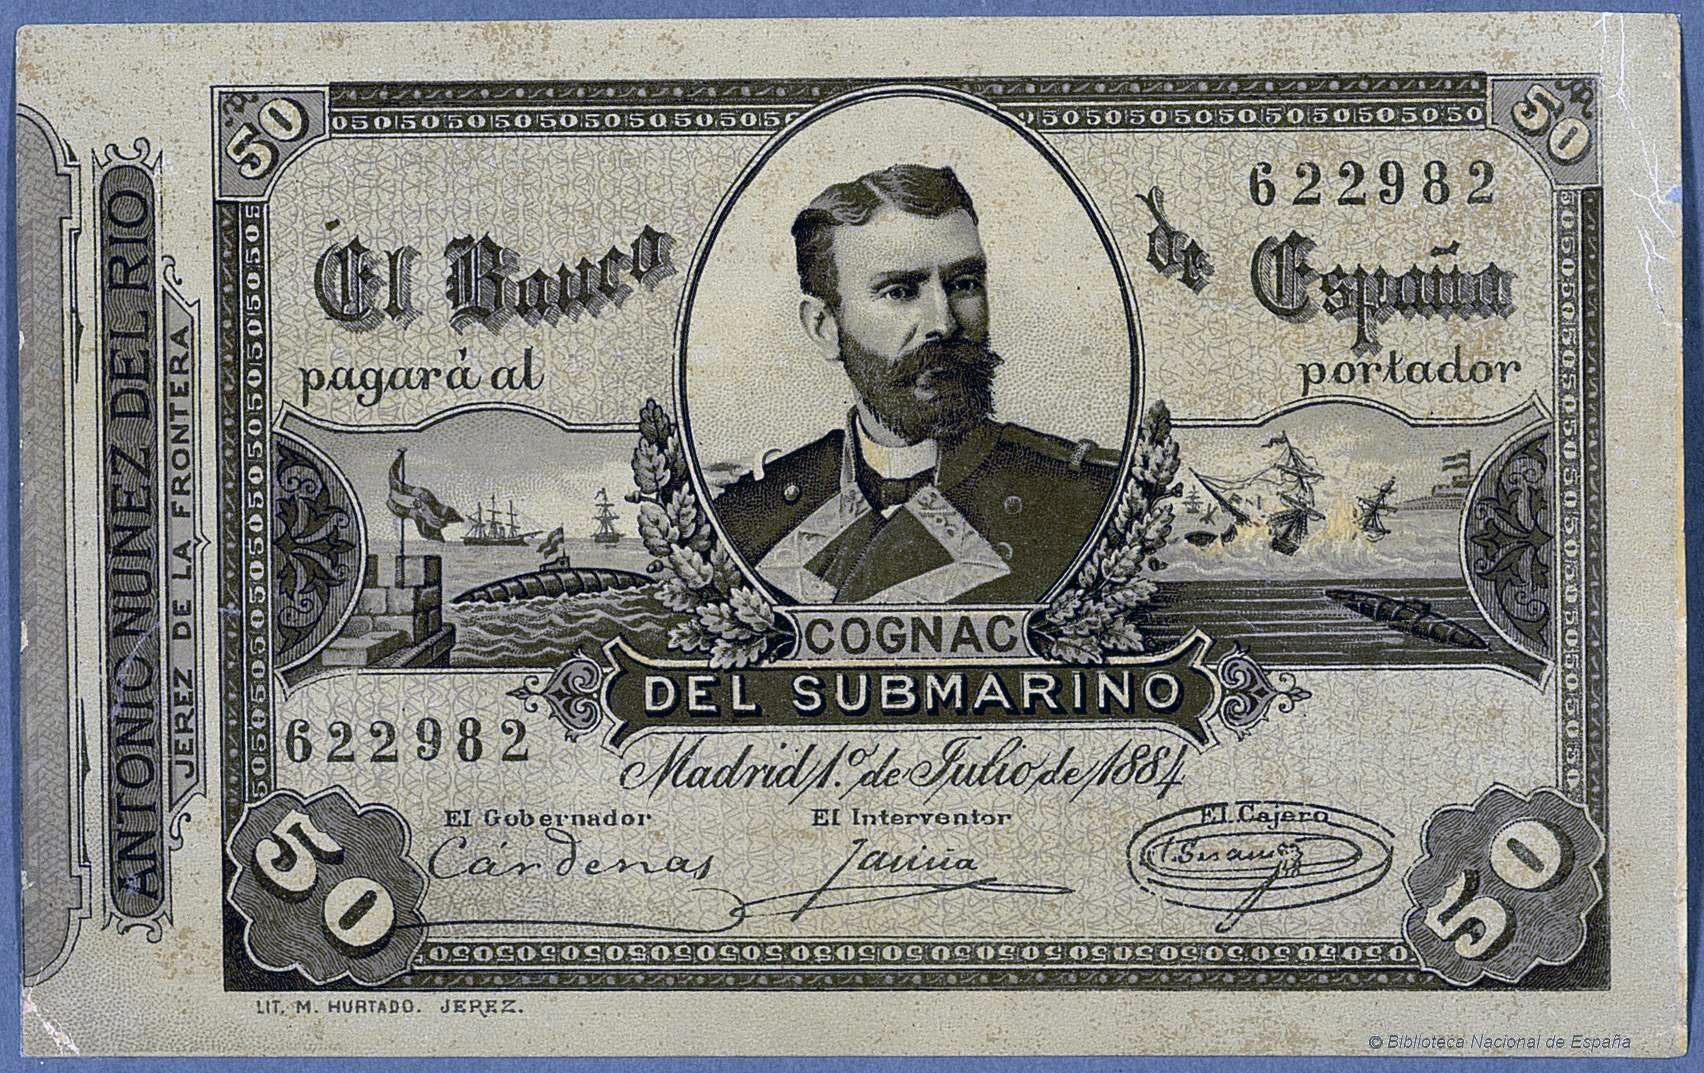 50
50
622982
El Banco de España
pagará al portador
COGNAC
DEL SUBMARINO
622982
Madrid 1.º de Julio de 1884
El Gobernador
El Interventor
El Cajero
Cárdenas
50
50
ANTONIO NUÑEZ DEL RIO
JEREZ DE LA FRONTERA
LIT. M. HURTADO. JEREZ.
© Biblioteca Nacional de España